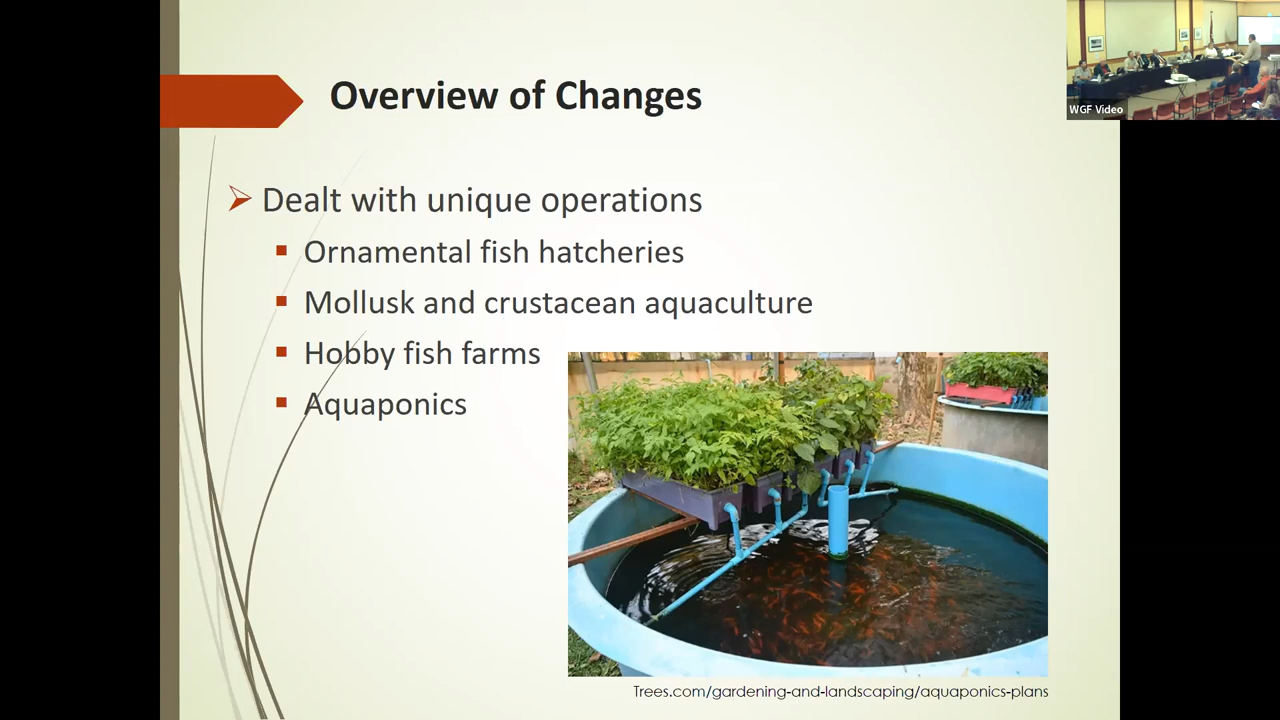 Overview of Changes
WGF Video
Dealt with unique operations
Ornamental fish hatcheries
Mollusk and crustacean aquaculture
Hobby fish farms
Aquaponics
Trees.com/gardening-and-landscaping/aquaponics-plans